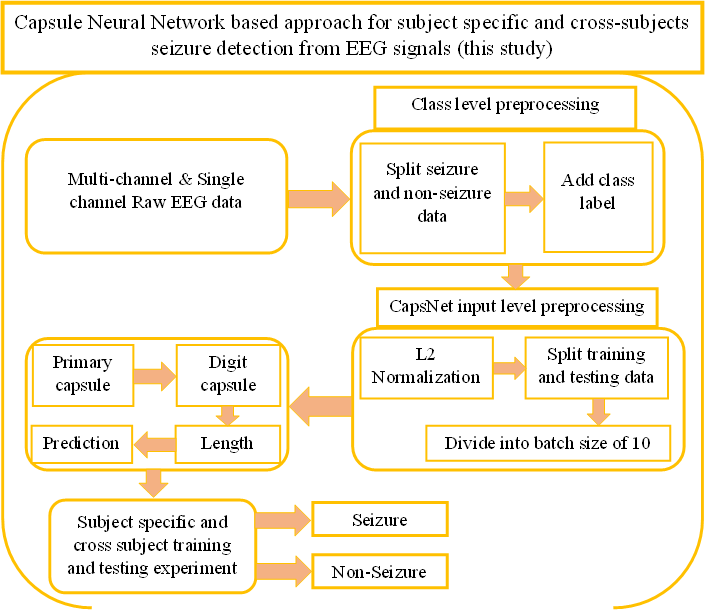 Capsule Neural Network based approach for subject specific and cross-subjects
seizure detection from EEG signals (this study)
Class level preprocessing
Multi-channel & Single
channel Raw EEG data
Split seizure
and non-seizure
data
Add class
label
CapsNet input level preprocessing
L2
Normalization
Split training
and testing data
Divide into batch size of 10
Primary
capsule
Digit
capsule
Length
Prediction
Subject specific and
cross subject training
and testing experiment
Seizure
Non-Seizure